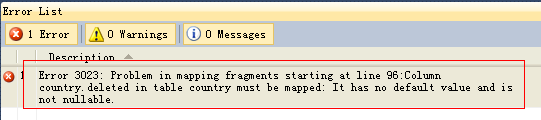 Error List
1 Error
0 Warnings
0 Messages
Description
1 Error 3023: Problem in mapping fragments starting at line 96:Column
country.deleted in table country must be mapped: It has no default value and is
not nullable.